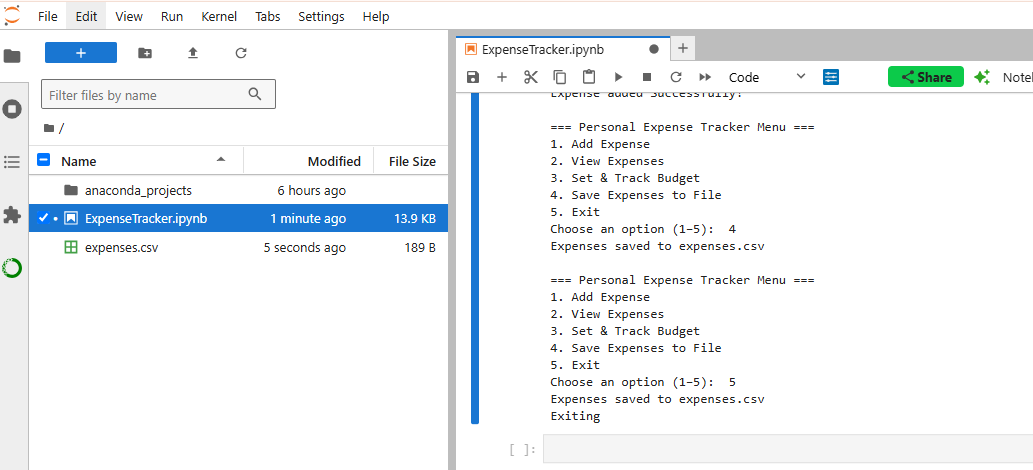 File Edit View Run Kernel Tabs Settings Help
Filter files by name
/
Name Modified File Size
anaconda_projects 6 hours ago
ExpenseTracker.ipynb 1 minute ago 13.9 KB
expenses.csv 5 seconds ago 189 B
ExpenseTracker.ipynb
Code Share Note
Expense added Successfully!
=== Personal Expense Tracker Menu ===
1. Add Expense
2. View Expenses
3. Set & Track Budget
4. Save Expenses to File
5. Exit
Choose an option (1–5): 4
Expenses saved to expenses.csv
=== Personal Expense Tracker Menu ===
1. Add Expense
2. View Expenses
3. Set & Track Budget
4. Save Expenses to File
5. Exit
Choose an option (1–5): 5
Expenses saved to expenses.csv
Exiting
[ ]: